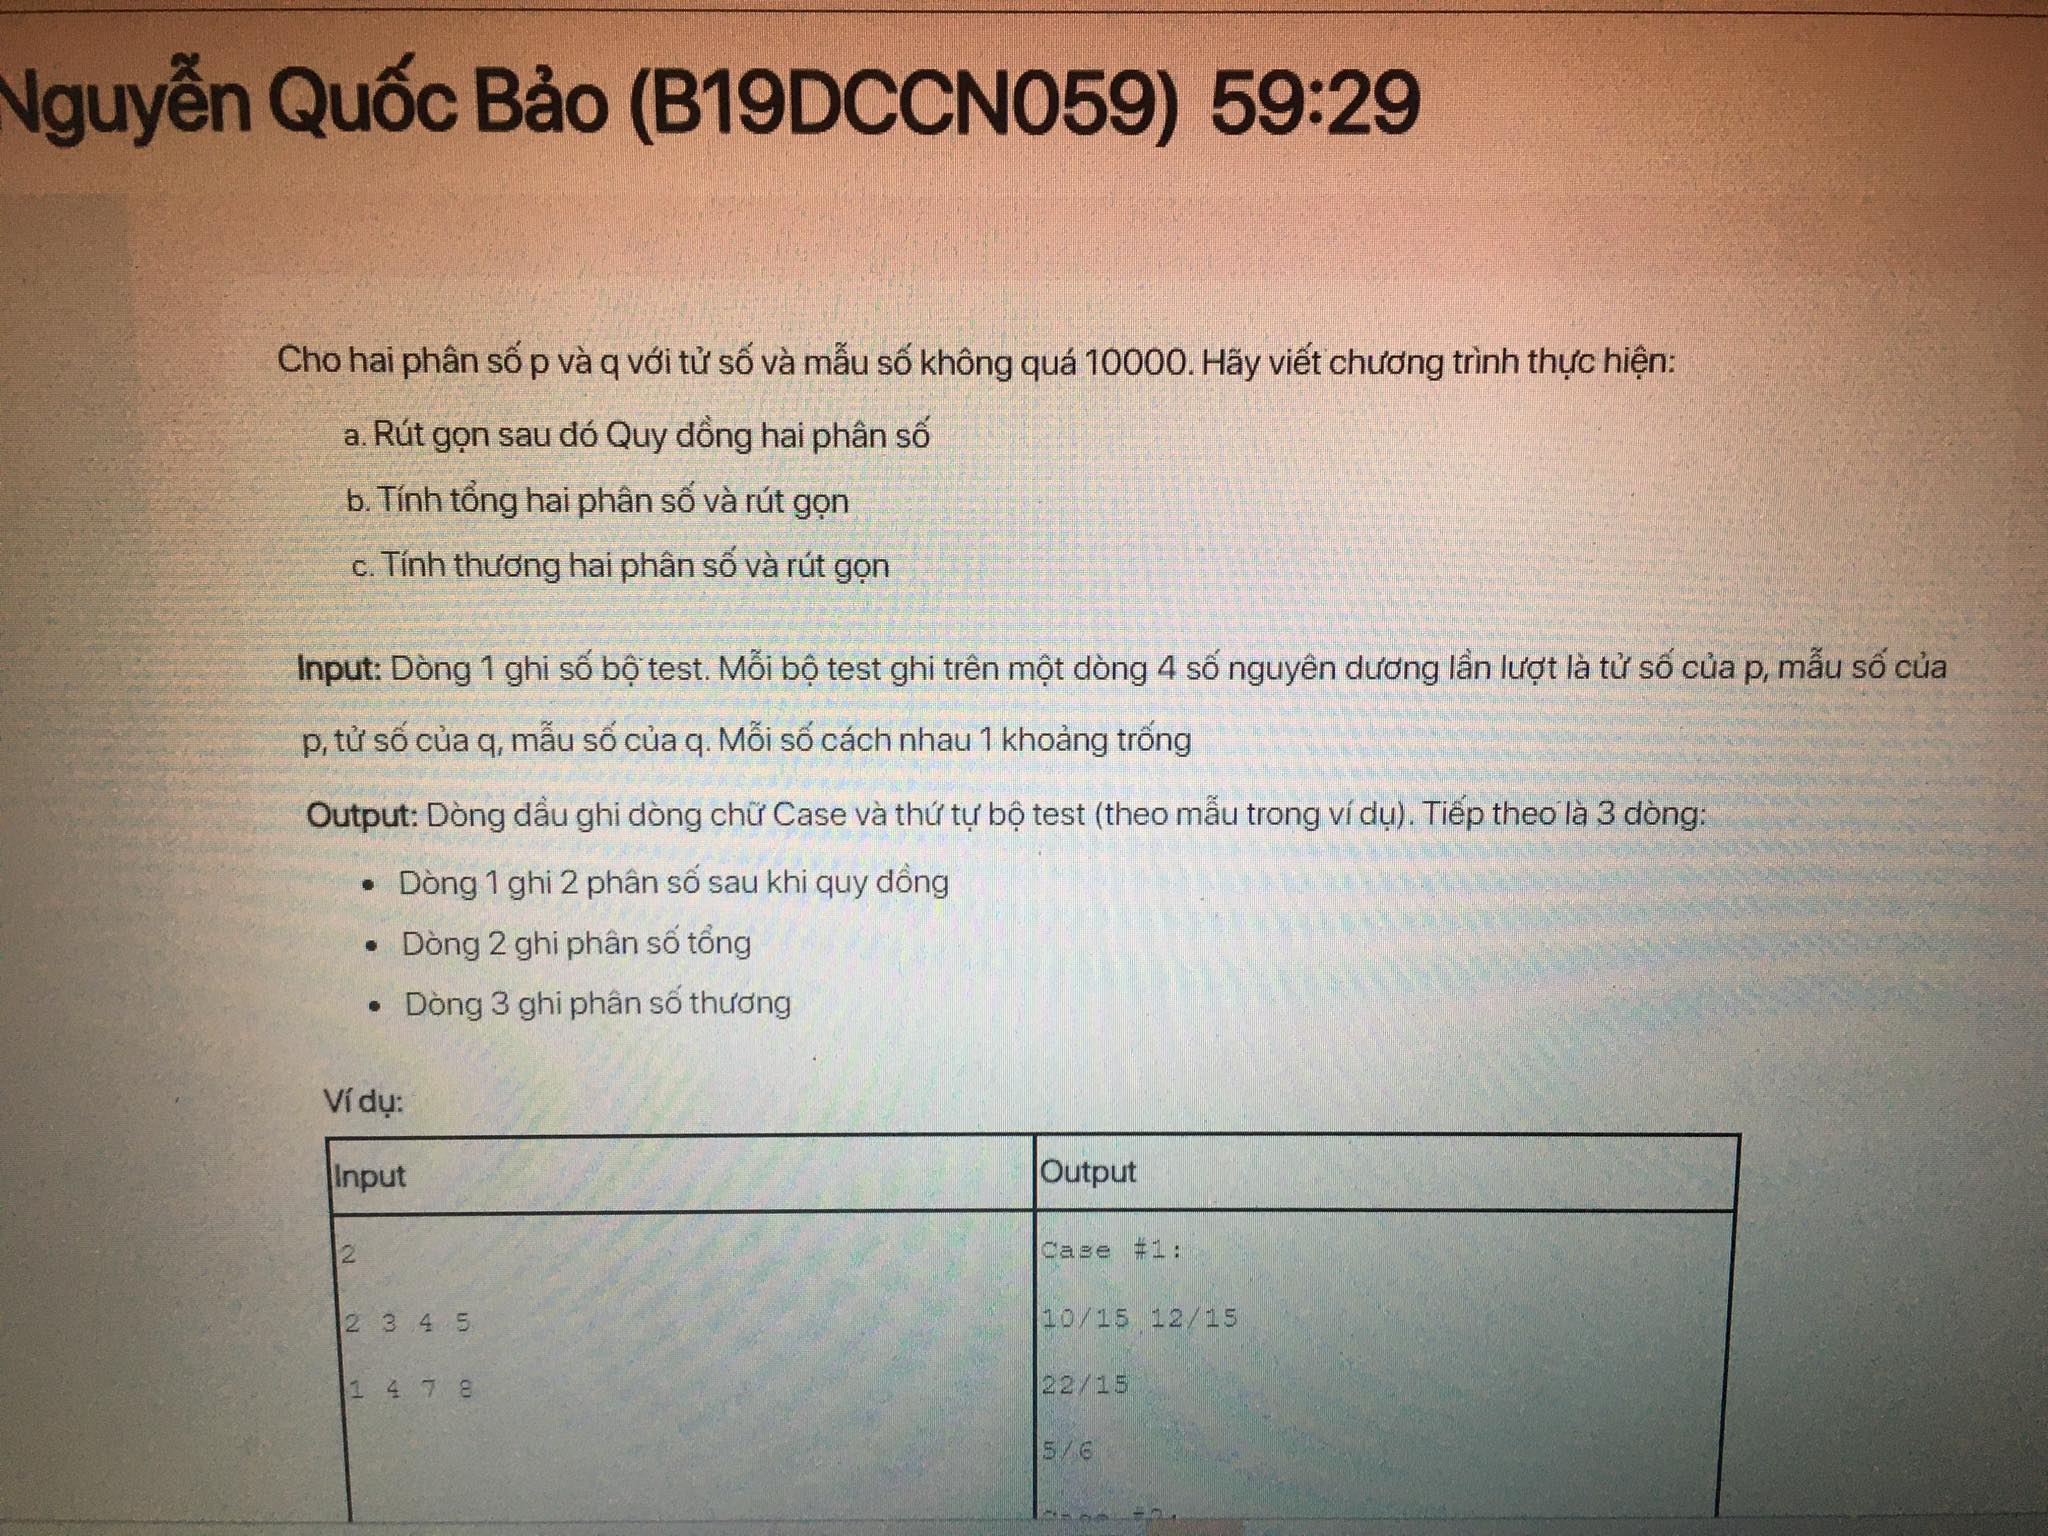 Nguyễn Quốc Bảo (B19DCCN059) 59:29
Cho hai phân số p và q với tử số và mẫu số không quá 10000. Hãy viết chương trình thực hiện:
a. Rút gọn sau đó Quy đồng hai phân số
b. Tính tổng hai phân số và rút gọn
c. Tính thương hai phân số và rút gọn
Input: Dòng 1 ghi số bộ test. Mỗi bộ test ghi trên một dòng 4 số nguyên dương lần lượt là tử số của p, mẫu số của
p, tử số của q, mẫu số của q. Mỗi số cách nhau 1 khoảng trống
Output: Dòng đầu ghi dòng chữ Case và thứ tự bộ test (theo mẫu trong ví dụ). Tiếp theo là 3 dòng:
• Dòng 1 ghi 2 phân số sau khi quy đồng
• Dòng 2 ghi phân số tổng
• Dòng 3 ghi phân số thương
Ví dụ:
Input Output
2 Case #1:
2 3 4 5 10/15 12/15
1 4 7 8 22/15
5/6